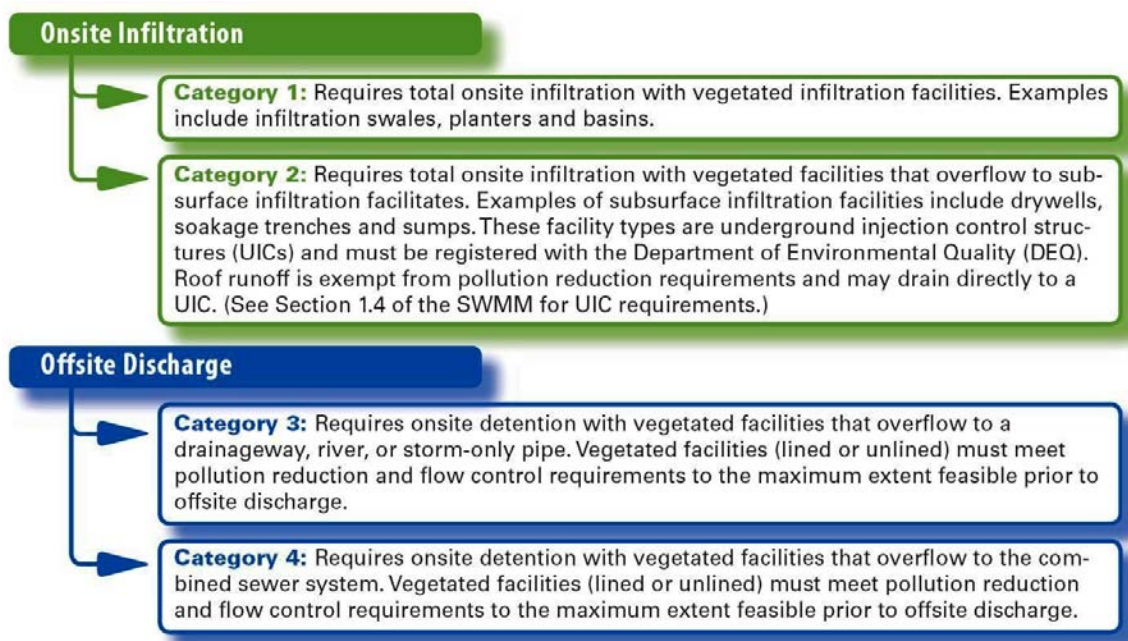 Onsite Infiltration
Category 1: Requires total onsite infiltration with vegetated infiltration facilities. Examples
include infiltration swales, planters and basins.
Category 2: Requires total onsite infiltration with vegetated facilities that overflow to sub-
surface infiltration facilitates. Examples of subsurface infiltration facilities include drywells,
soakage trenches and sumps. These facility types are underground injection control struc-
tures (UICs) and must be registered with the Department of Environmental Quality (DEQ).
Roof runoff is exempt from pollution reduction requirements and may drain directly to a
UIC. (See Section 1.4 of the SWMM for UIC requirements.)
Offsite Discharge
Category 3: Requires onsite detention with vegetated facilities that overflow to a
drainageway, river, or storm-only pipe. Vegetated facilities (lined or unlined) must meet
pollution reduction and flow control requirements to the maximum extent feasible prior to
offsite discharge.
Category 4: Requires onsite detention with vegetated facilities that overflow to the com-
bined sewer system. Vegetated facilities (lined or unlined) must meet pollution reduction
and flow control requirements to the maximum extent feasible prior to offsite discharge.